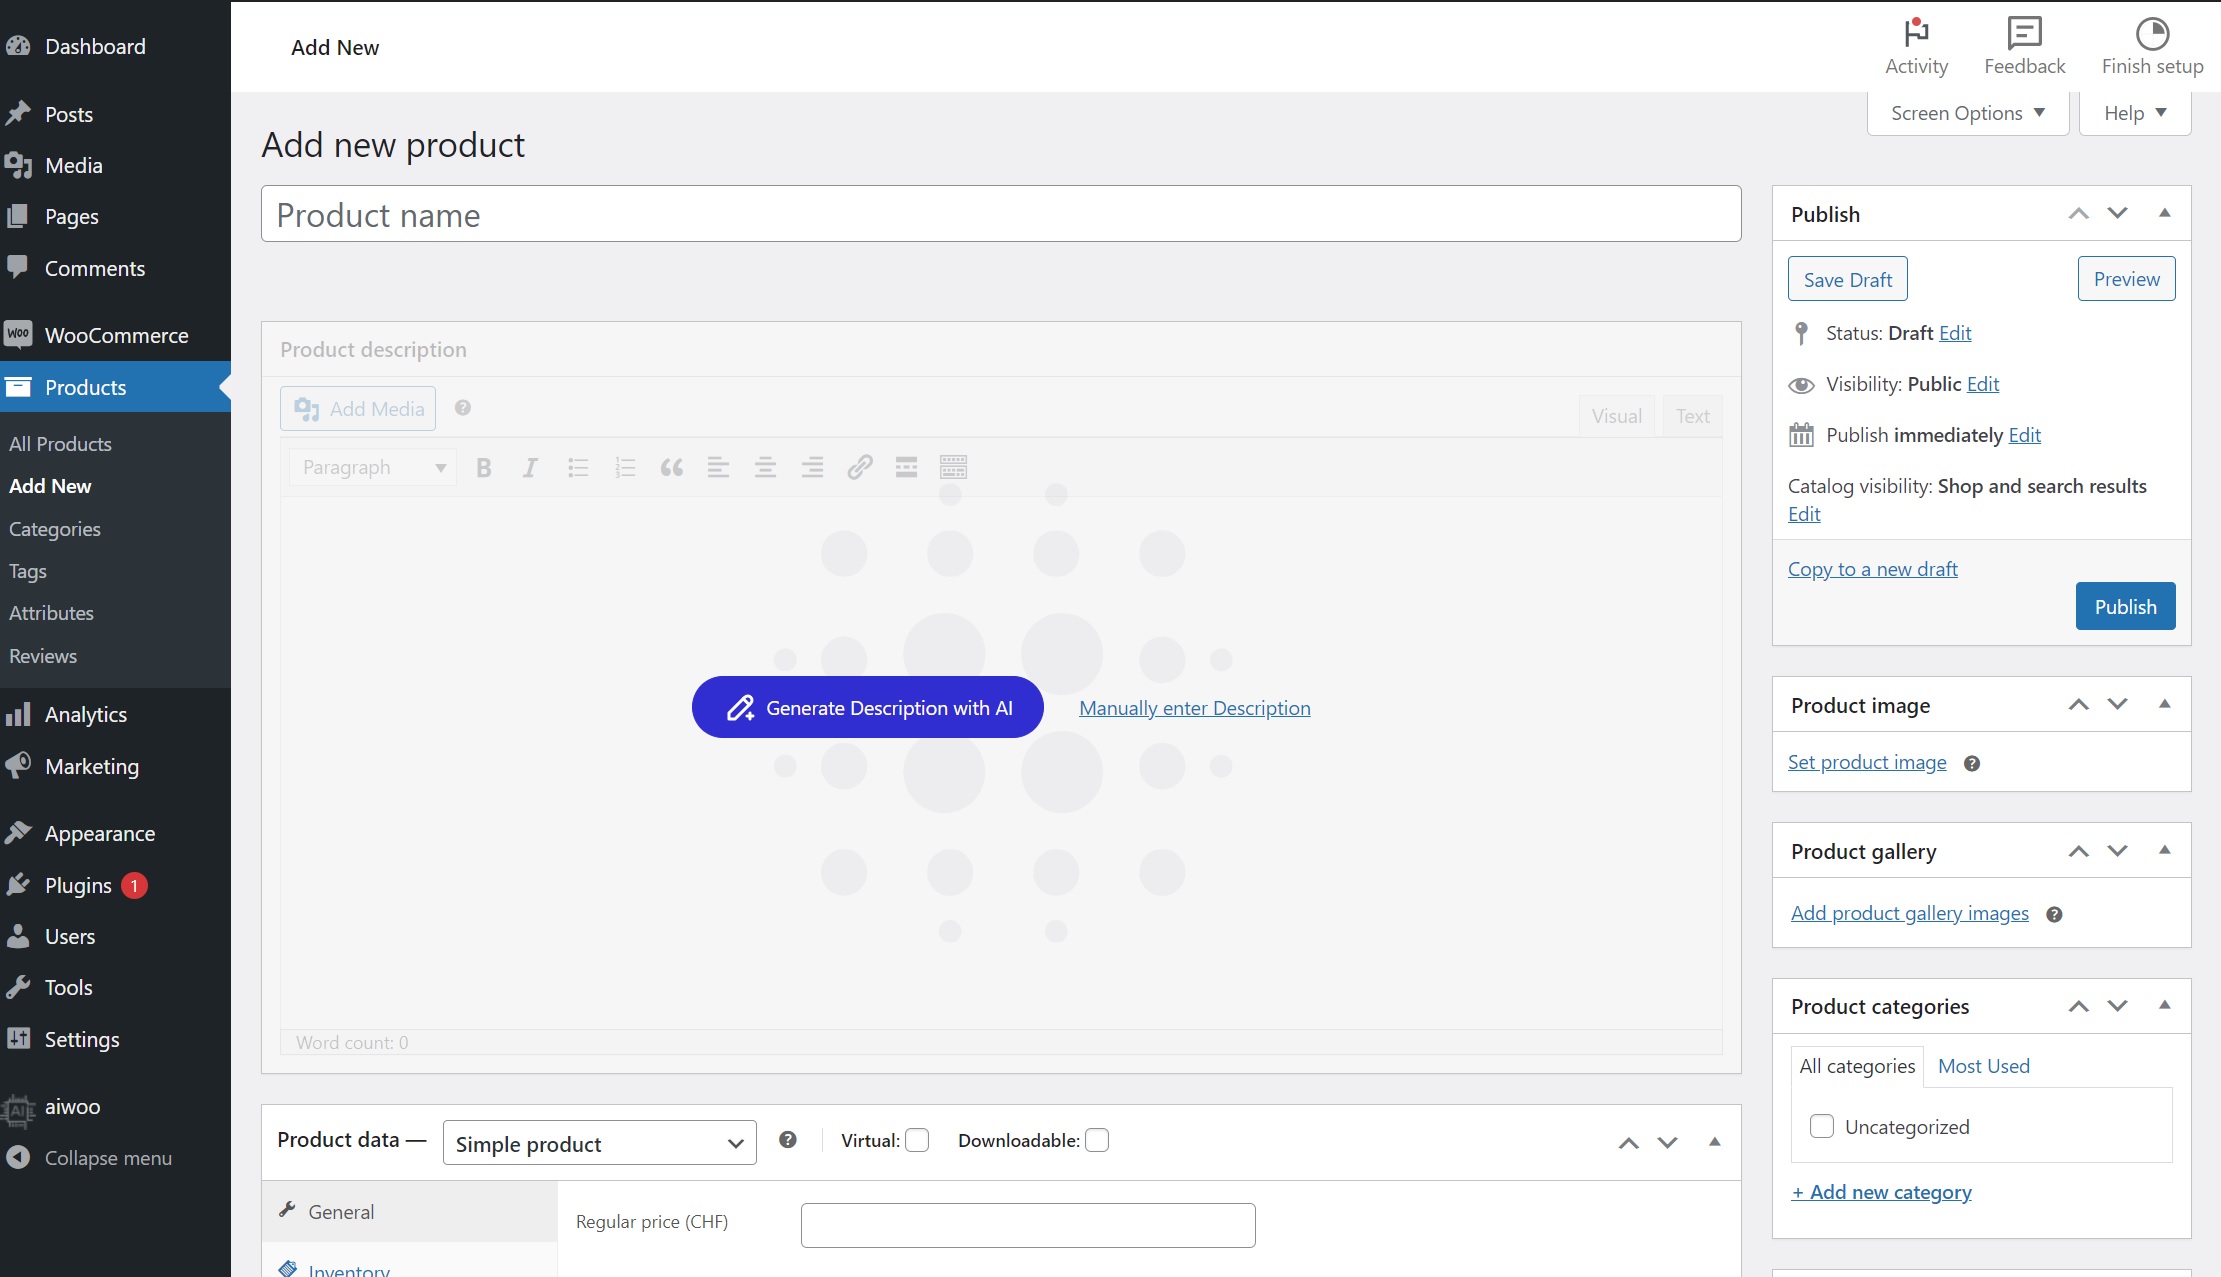 Dashboard
Posts
Media
Pages
Comments
Woo WooCommerce
Products
All Products
Add New
Categories
Tags
Attributes
Reviews
Analytics
Marketing
Appearance
Plugins 1
Users
Tools
Settings
AI aiwoo
Collapse menu
Add New
Activity
Feedback
Finish setup
Screen Options
Help
Add new product
Product name
Product description
Add Media
Visual Text
Paragraph B I
Generate Description with AI Manually enter Description
Word count: 0
Product data — Simple product Virtual: Downloadable:
General
Inventory
Regular price (CHF)
Publish
Save Draft Preview
Status: Draft Edit
Visibility: Public Edit
Publish immediately Edit
Catalog visibility: Shop and search results
Edit
Copy to a new draft
Publish
Product image
Set product image
Product gallery
Add product gallery images
Product categories
All categories Most Used
Uncategorized
+ Add new category